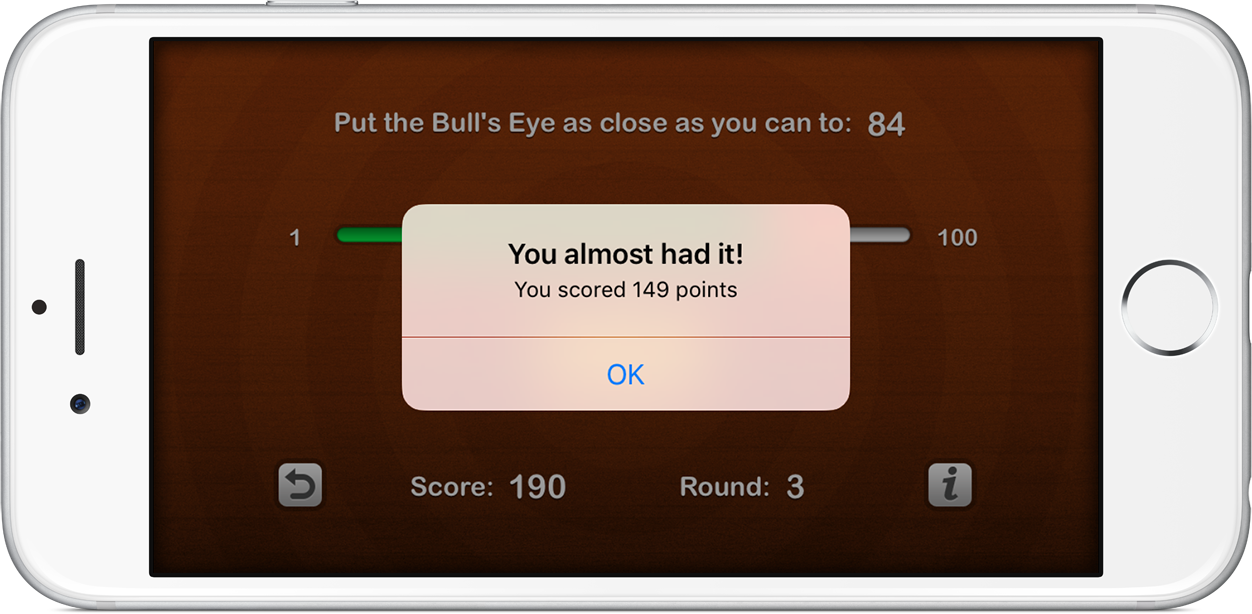 Put the Bull's Eye as close as you can to: 84
1 100
You almost had it!
You scored 149 points
OK
Score: 190 Round: 3
i